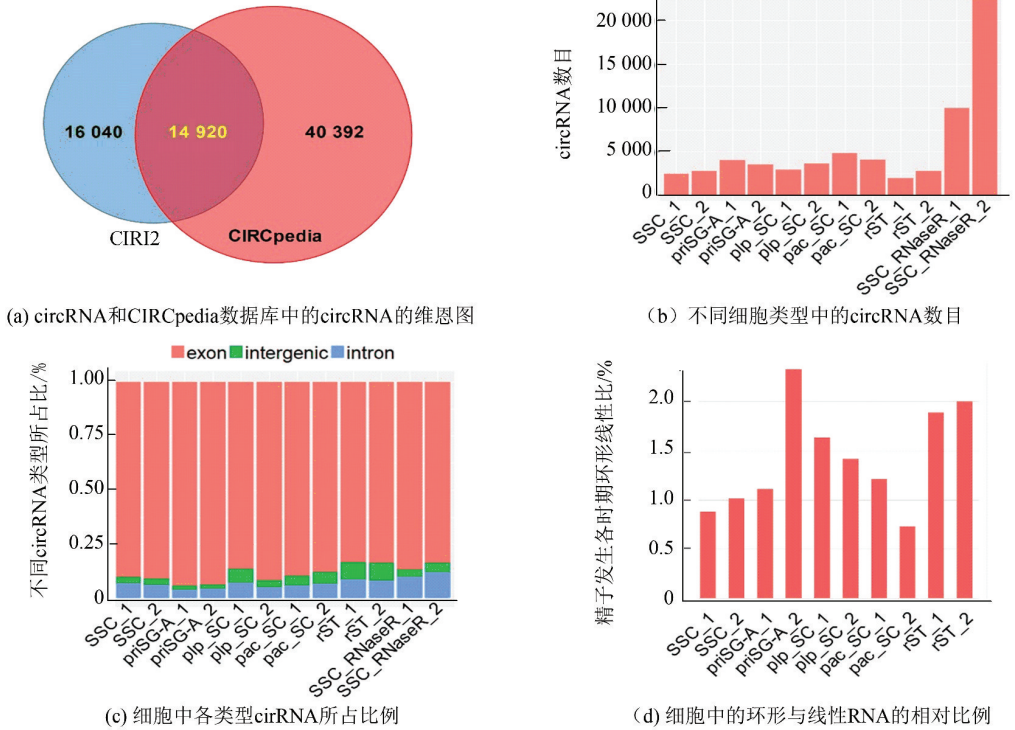 16 040
14 920
40 392
CIRI2
CIRCpedia
(a) circRNA和CIRCpedia数据库中的circRNA的维恩图
circRNA数目
20 000
15 000
10 000
5 000
0
SSC_1
SSC_2
priSG-A_1
priSG-A_2
plp_SC_1
plp_SC_2
pac_SC_1
pac_SC_2
rST_1
rST_2
SSC_RNaseR_1
SSC_RNaseR_2
（b）不同细胞类型中的circRNA数目
exon intergenic intron
不同circRNA类型所占比/%
1.00
0.75
0.50
0.25
0
SSC_1
SSC_2
priSG-A_1
priSG-A_2
plp_SC_1
plp_SC_2
pac_SC_1
pac_SC_2
rST_1
rST_2
SSC_RNaseR_1
SSC_RNaseR_2
(c) 细胞中各类型cirRNA所占比例
精子发生各时期环形线性比/%
2.0
1.5
1.0
0.5
0
SSC_1
SSC_2
priSG-A_1
priSG-A_2
plp_SC_1
plp_SC_2
pac_SC_1
pac_SC_2
rST_1
rST_2
（d) 细胞中的环形与线性RNA的相对比例